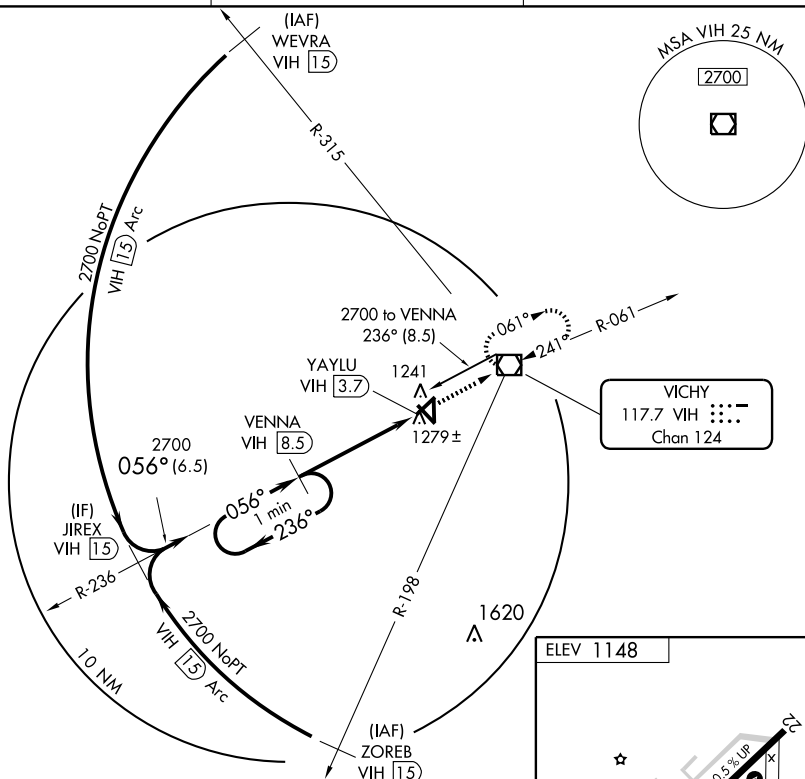 (IAF)
WEVRA
VIH 15
MSA VIH 25 NM
2700
R-315
2700 NoPT
VIH 15 Arc
2700 to VENNA
236° (8.5)
061°
241°
R-061
YAYLU
VIH 3.7
1241
1279±
VICHY
117.7 VIH
Chan 124
VENNA
VIH 8.5
2700
056° (6.5)
056°
1 min
236°
(IF)
JIREX
VIH 15
R-236
R-198
1620
2700 NoPT
VIH 15 Arc
10 NM
(IAF)
ZOREB
VIH 15
ELEV 1148
22
0.5% UP
X